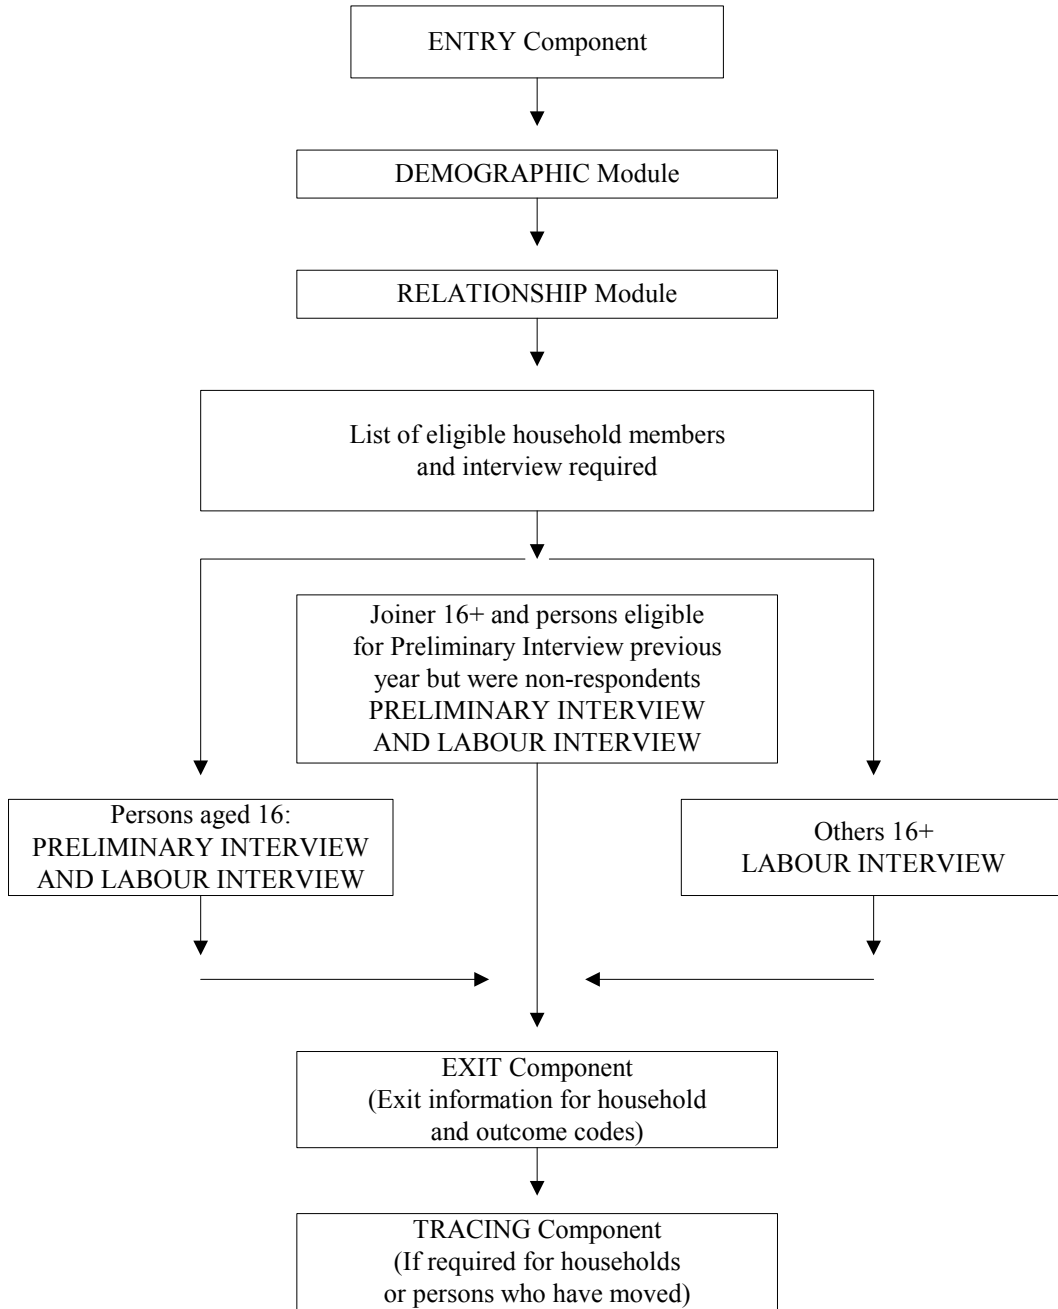 ENTRY Component
DEMOGRAPHIC Module
RELATIONSHIP Module
List of eligible household members
and interview required
Joiner 16+ and persons eligible
for Preliminary Interview previous
year but were non-respondents
PRELIMINARY INTERVIEW
AND LABOUR INTERVIEW
Persons aged 16:
PRELIMINARY INTERVIEW
AND LABOUR INTERVIEW
Others 16+
LABOUR INTERVIEW
EXIT Component
(Exit information for household
and outcome codes)
TRACING Component
(If required for households
or persons who have moved)